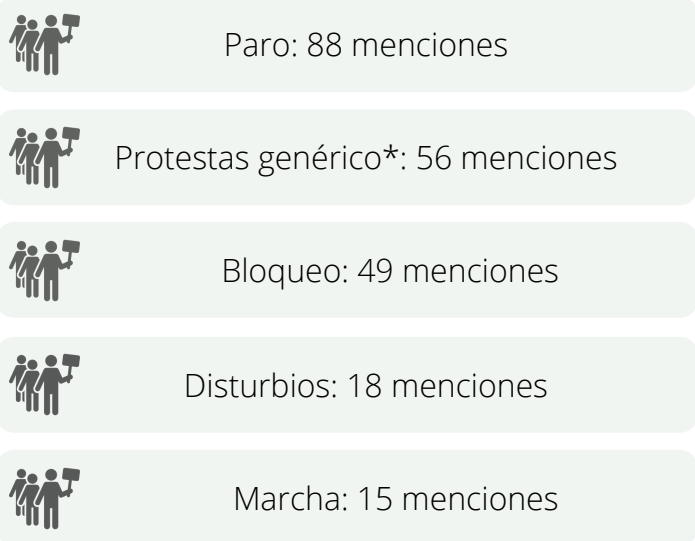 Paro: 88 menciones
Protestas genérico*: 56 menciones
Bloqueo: 49 menciones
Disturbios: 18 menciones
Marcha: 15 menciones